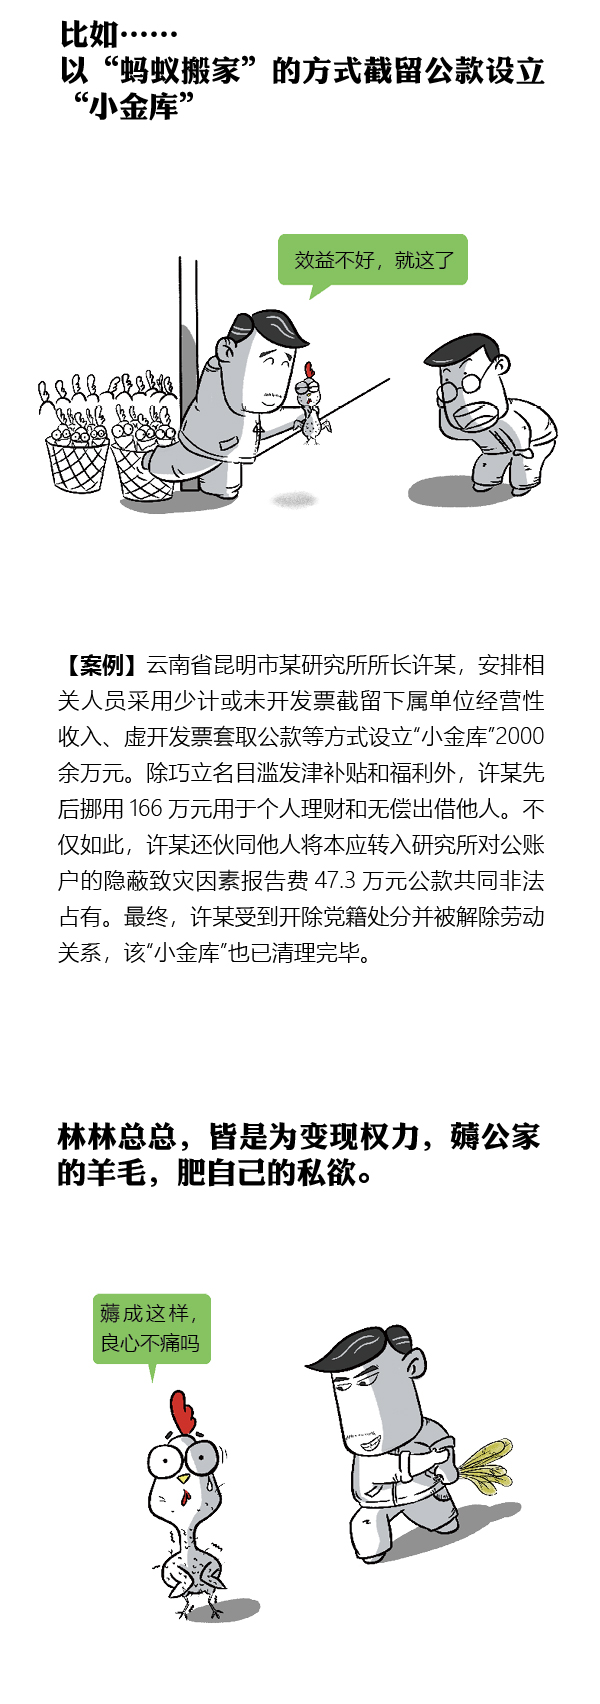 比如……
以“蚂蚁搬家”的方式截留公款设立
“小金库”
效益不好，就这了
【案例】云南省昆明市某研究所所长许某，安排相
关人员采用少计或未开发票截留下属单位经营性
收入、虚开发票套取公款等方式设立“小金库”2000
余万元。除巧立名目滥发津补贴和福利外，许某先
后挪用 166 万元用于个人理财和无偿出借他人。不
仅如此，许某还伙同他人将本应转入研究所对公账
户的隐蔽致灾因素报告费 47.3 万元公款共同非法
占有。最终，许某受到开除党籍处分并被解除劳动
关系，该“小金库”也已清理完毕。
林林总总，皆是为变现权力，薅公家
的羊毛，肥自己的私欲。
薅成这样，
良心不痛吗